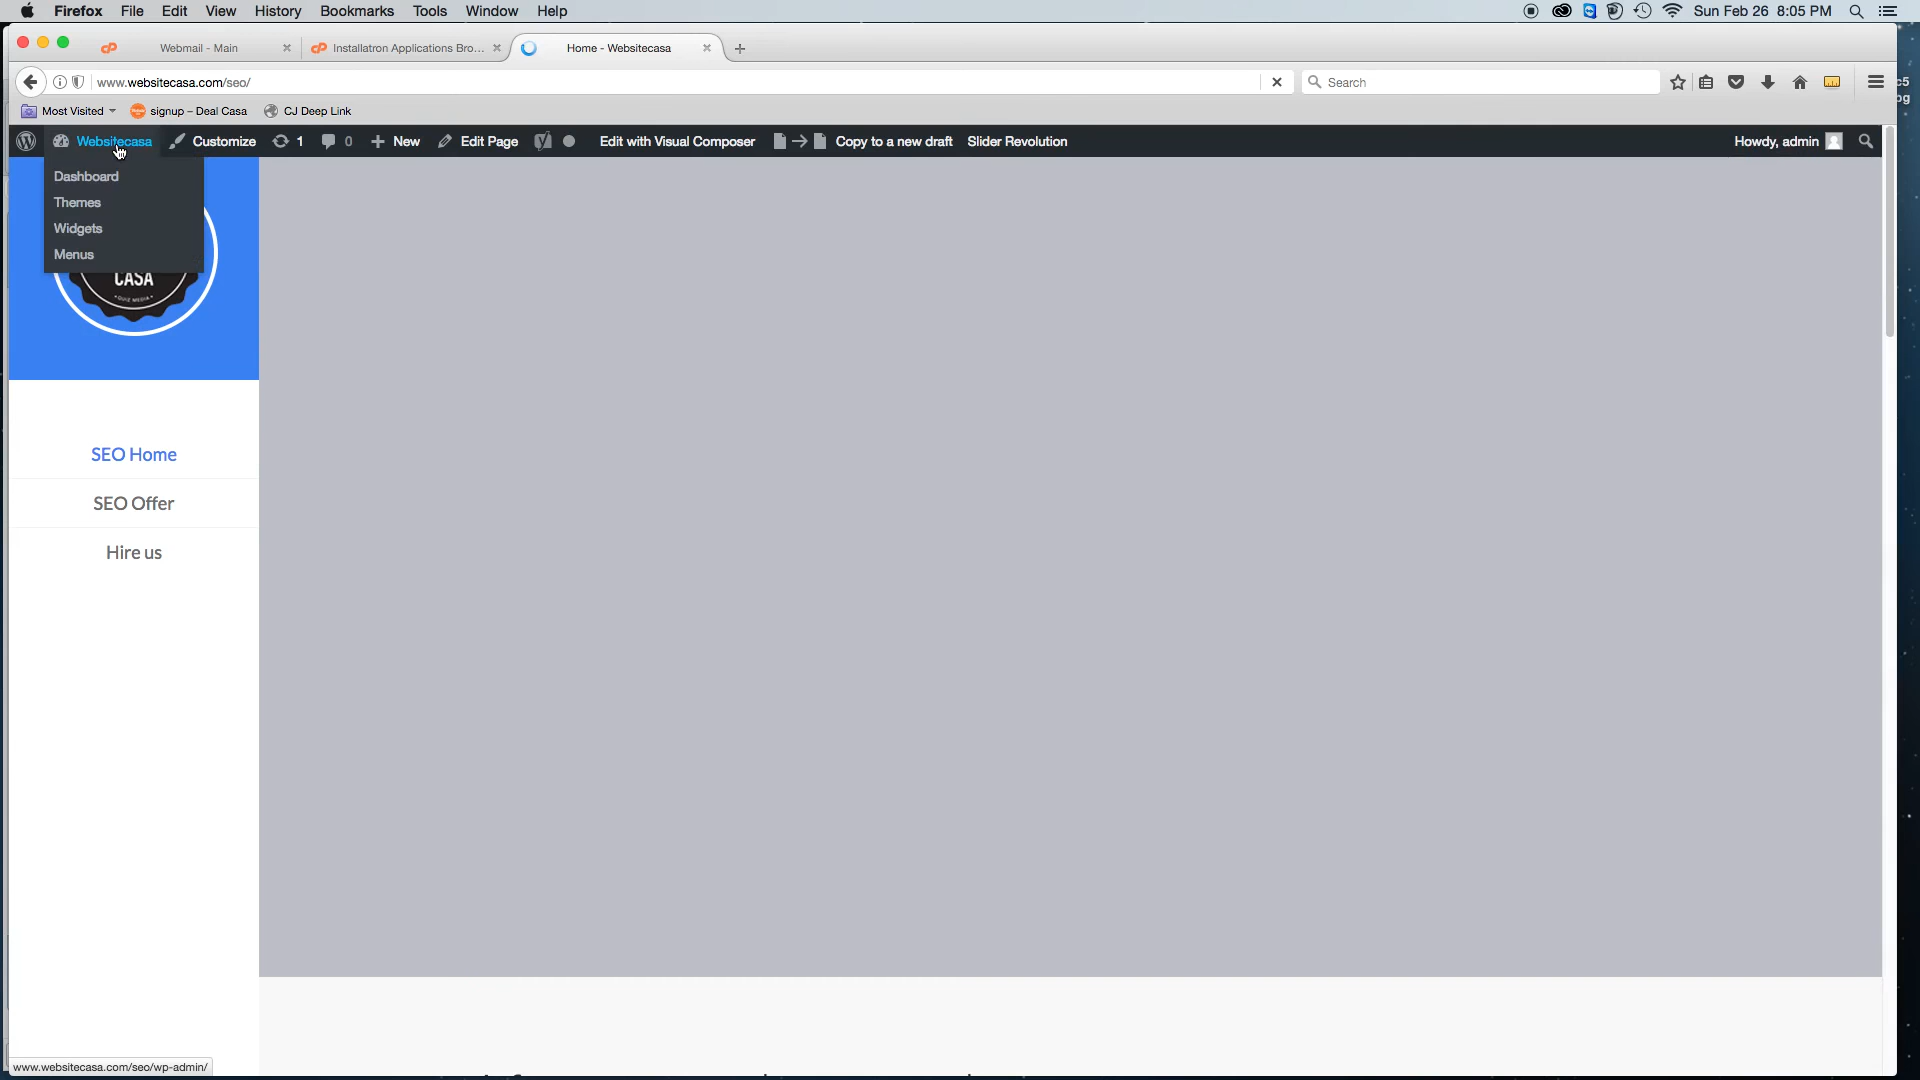 Firefox File Edit View History Bookmarks Tools Window Help Sun Feb 26 8:05 PM
Webmail - Main Installatron Applications Bro... Home - Websitecasa
www.websitecasa.com/seo/ Search
Most Visited signup – Deal Casa CJ Deep Link
Websitecasa Customize 1 0 New Edit Page Edit with Visual Composer Copy to a new draft Slider Revolution Howdy, admin
Dashboard
Themes
Widgets
Menus
CASA
•QUIZ MEDIA•
SEO Home
SEO Offer
Hire us
www.websitecasa.com/seo/wp-admin/